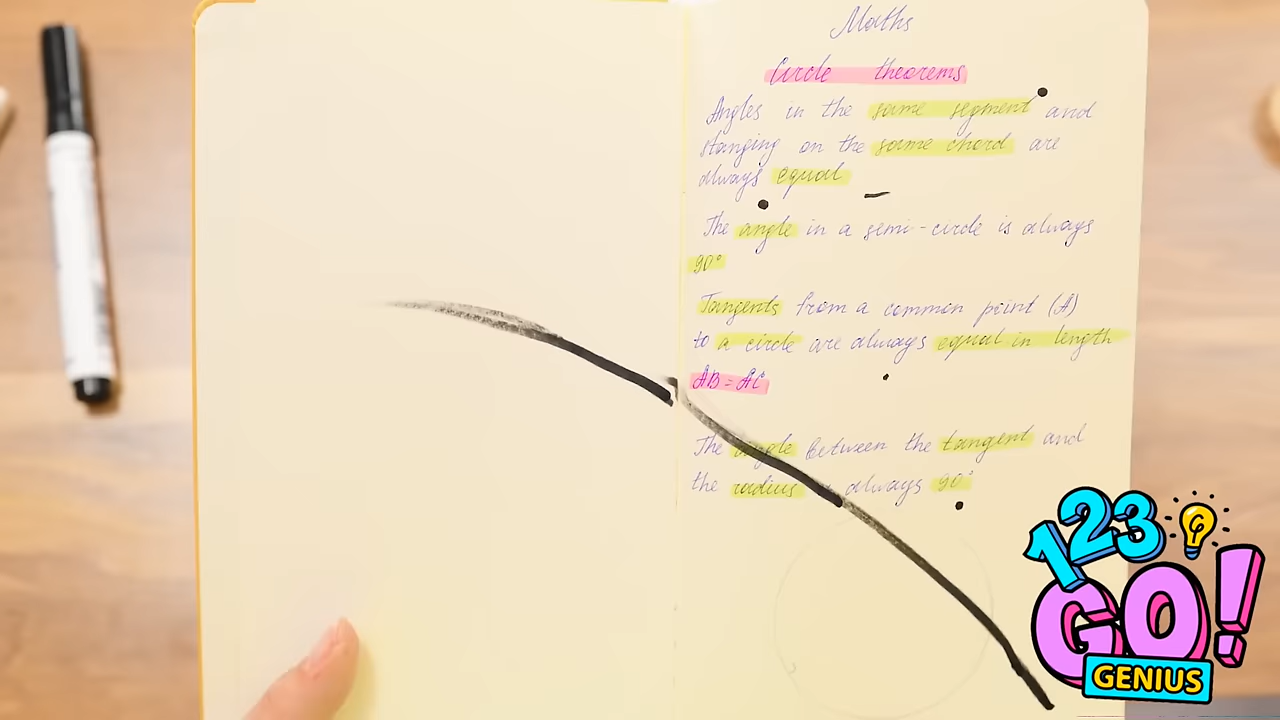 Maths
Circle theorems
Angles in the same segment and
stanging on the same chord are
always equal
The angle in a semi-circle is always
90°
Tangents from a common point (A)
to a circle are always equal in length
AB = AC
The angle between the tangent and
the radius always 90°
123
GO!
GENIUS